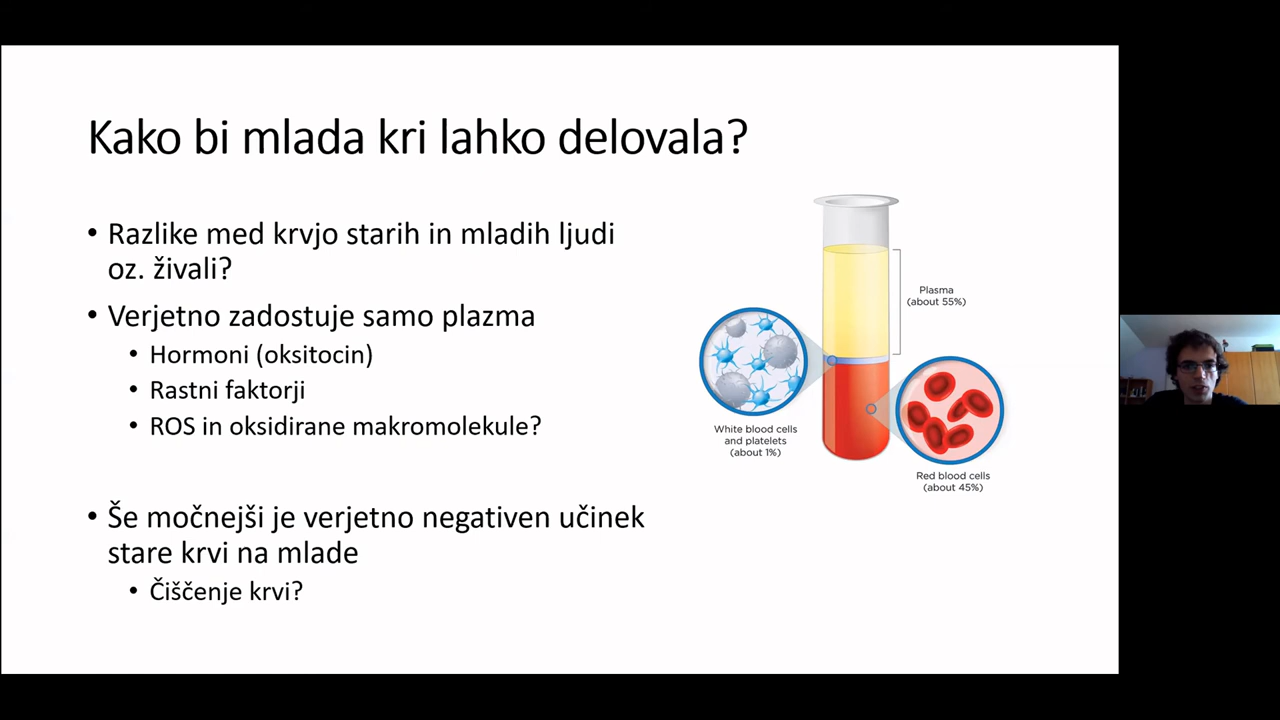 Kako bi mlada kri lahko delovala?
• Razlike med krvjo starih in mladih ljudi
oz. živali?
• Verjetno zadostuje samo plazma
• Hormoni (oksitocin)
• Rastni faktorji
• ROS in oksidirane makromolekule?
• Še močnejši je verjetno negativen učinek
stare krvi na mlade
• Čiščenje krvi?
Plasma
(about 55%)
White blood cells
and platelets
(about 1%)
Red blood cells
(about 45%)